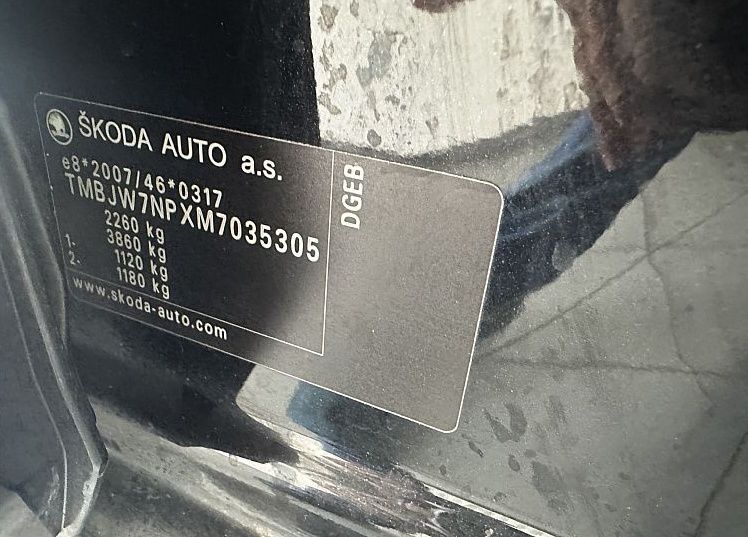 ŠKODA AUTO a.s.
e8*2007/46*0317
TMBJW7NPXM7035305
2260 kg
3860 kg
1- 1120 kg
2- 1180 kg
www.skoda-auto.com
DGEB